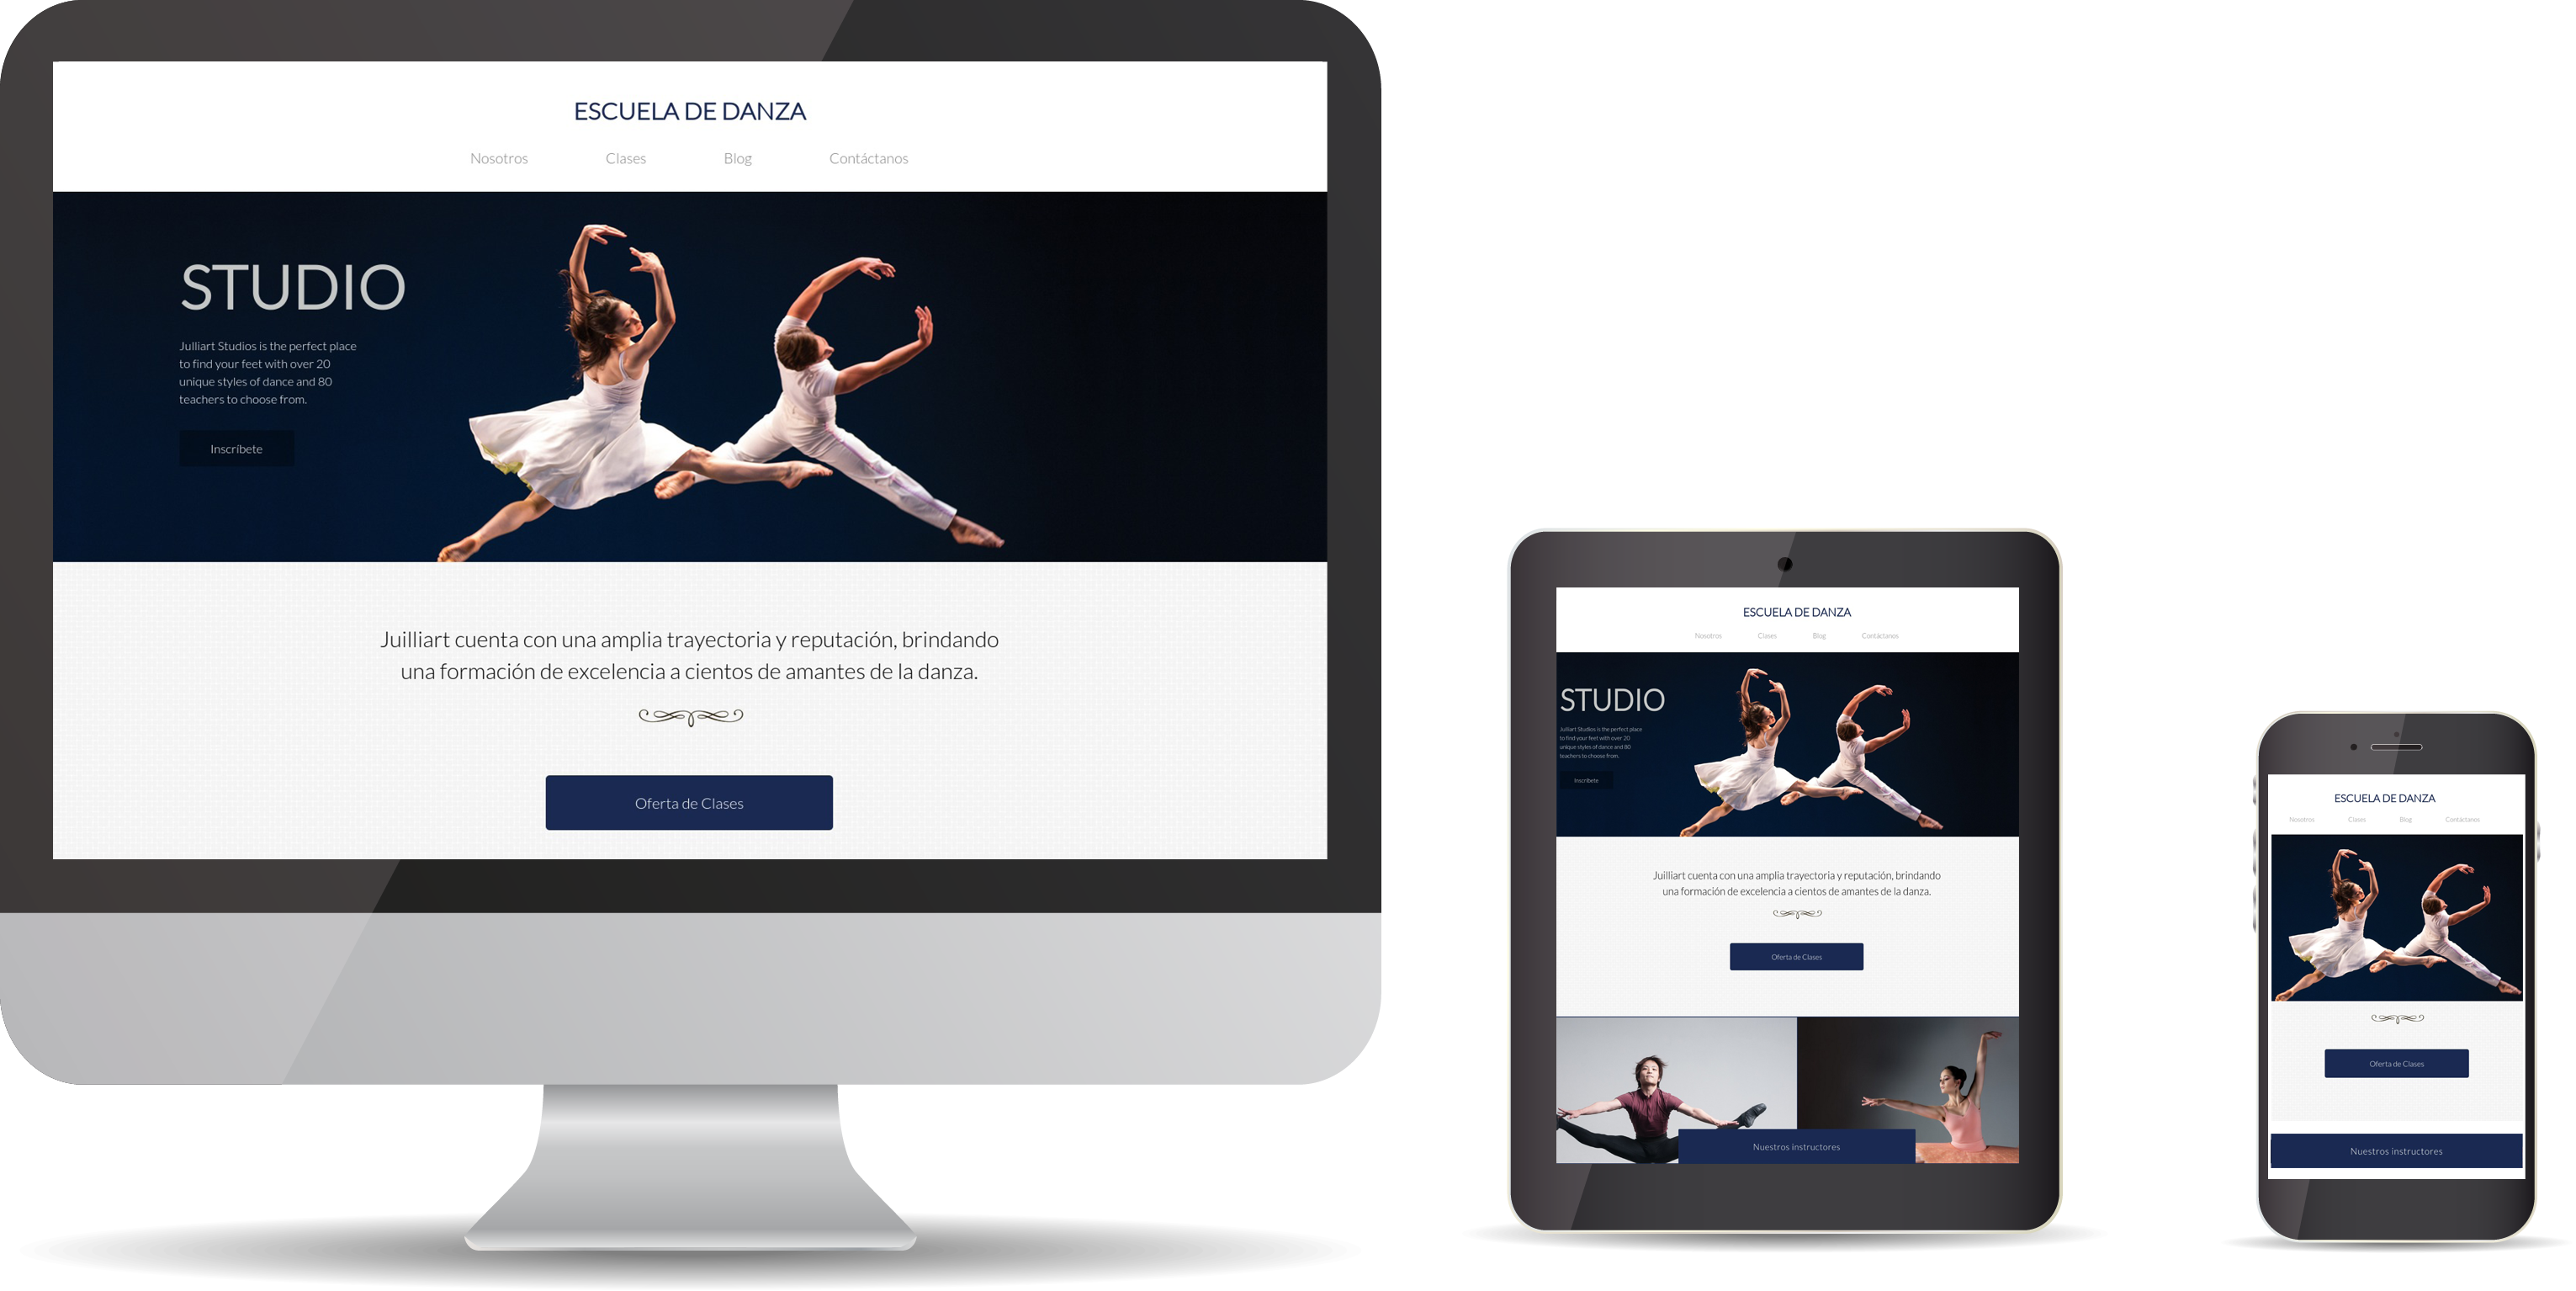 ESCUELA DE DANZA
Nosotros Clases Blog Contáctanos
STUDIO
Julliart Studios is the perfect place
to find your feet with over 20
unique styles of dance and 80
teachers to choose from.
Inscríbete
Juilliart cuenta con una amplia trayectoria y reputación, brindando
una formación de excelencia a cientos de amantes de la danza.
Oferta de Clases
ESCUELA DE DANZA
Nosotros Clases Blog Contáctanos
STUDIO
Julliart Studios is the perfect place
to find your feet with over 20
unique styles of dance and 80
teachers to choose from.
Inscríbete
Juilliart cuenta con una amplia trayectoria y reputación, brindando
una formación de excelencia a cientos de amantes de la danza.
Oferta de Clases
Nuestros instructores
ESCUELA DE DANZA
Nosotros Clases Blog Contáctanos
Oferta de Clases
Nuestros instructores